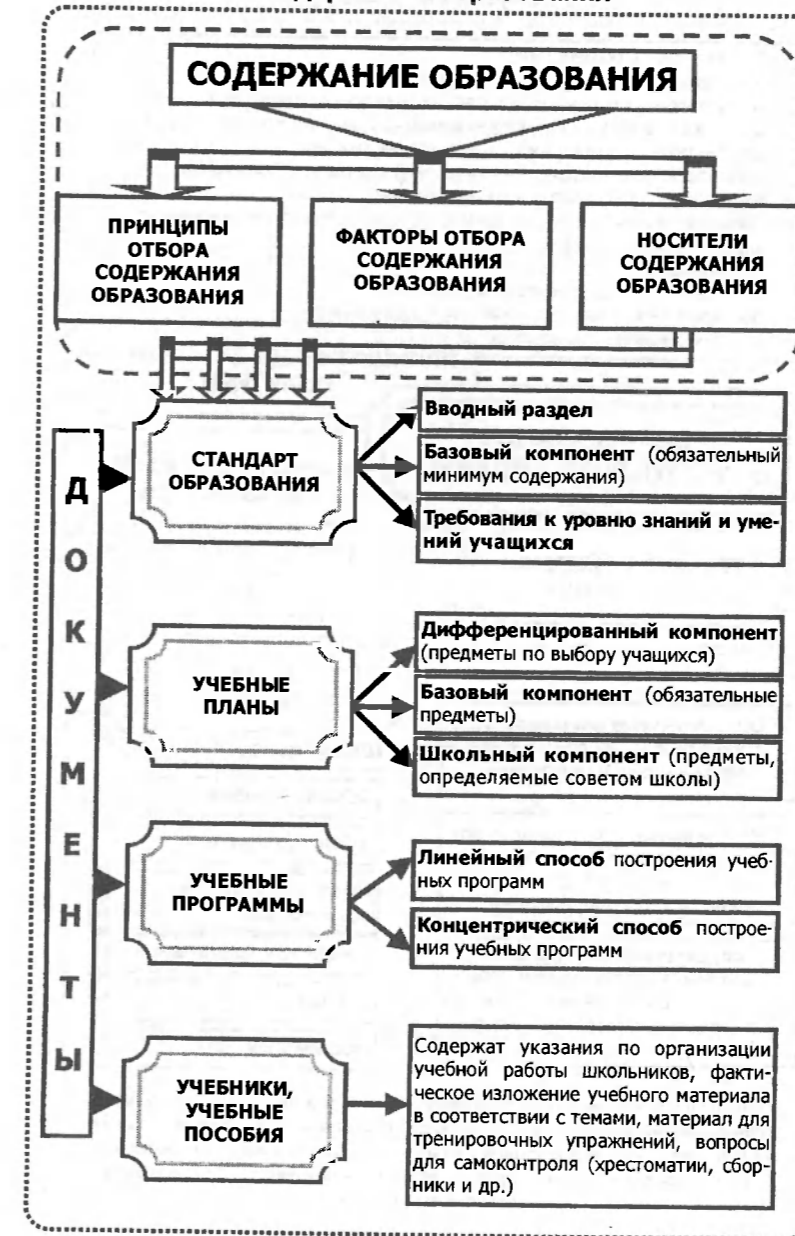 СОДЕРЖАНИЕ ОБРАЗОВАНИЯ
ПРИНЦИПЫ
ОТБОРА
СОДЕРЖАНИЯ
ОБРАЗОВАНИЯ
ФАКТОРЫ ОТБОРА
СОДЕРЖАНИЯ
ОБРАЗОВАНИЯ
НОСИТЕЛИ
СОДЕРЖАНИЯ
ОБРАЗОВАНИЯ
ДОКУМЕНТЫ
СТАНДАРТ
ОБРАЗОВАНИЯ
Вводный раздел
Базовый компонент (обязательный
минимум содержания)
Требования к уровню знаний и уме-
ний учащихся
УЧЕБНЫЕ
ПЛАНЫ
Дифференцированный компонент
(предметы по выбору учащихся)
Базовый компонент (обязательные
предметы)
Школьный компонент (предметы,
определяемые советом школы)
УЧЕБНЫЕ
ПРОГРАММЫ
Линейный способ построения учеб-
ных программ
Концентрический способ построе-
ния учебных программ
УЧЕБНИКИ,
УЧЕБНЫЕ
ПОСОБИЯ
Содержат указания по организации
учебной работы школьников, факти-
ческое изложение учебного материала
в соответствии с темами, материал для
тренировочных упражнений, вопросы
для самоконтроля (хрестоматии, сбор-
ники и др.)